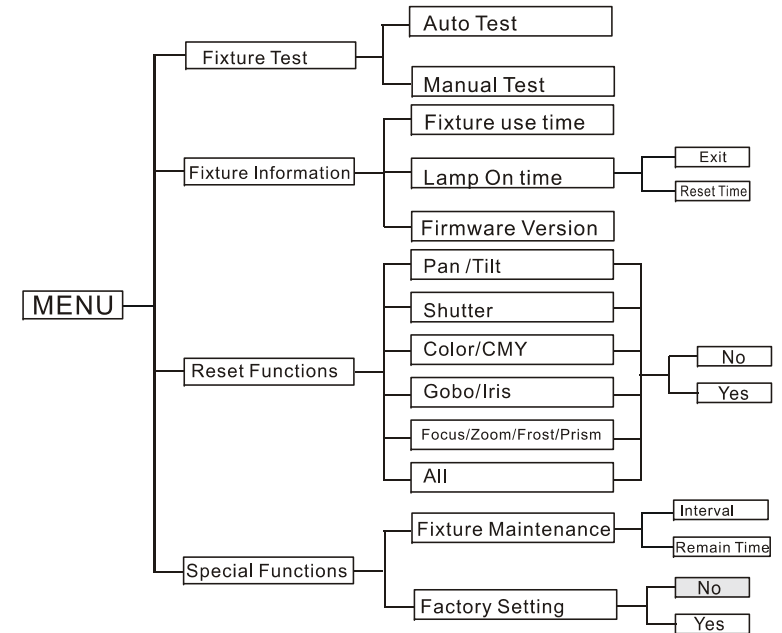 MENU
Fixture Test
Auto Test
Manual Test
Fixture Information
Fixture use time
Lamp On time
Exit
Reset Time
Firmware Version
Reset Functions
Pan /Tilt
Shutter
Color/CMY
Gobo/Iris
Focus/Zoom/Frost/Prism
All
No
Yes
Special Functions
Fixture Maintenance
Interval
Remain Time
Factory Setting
No
Yes